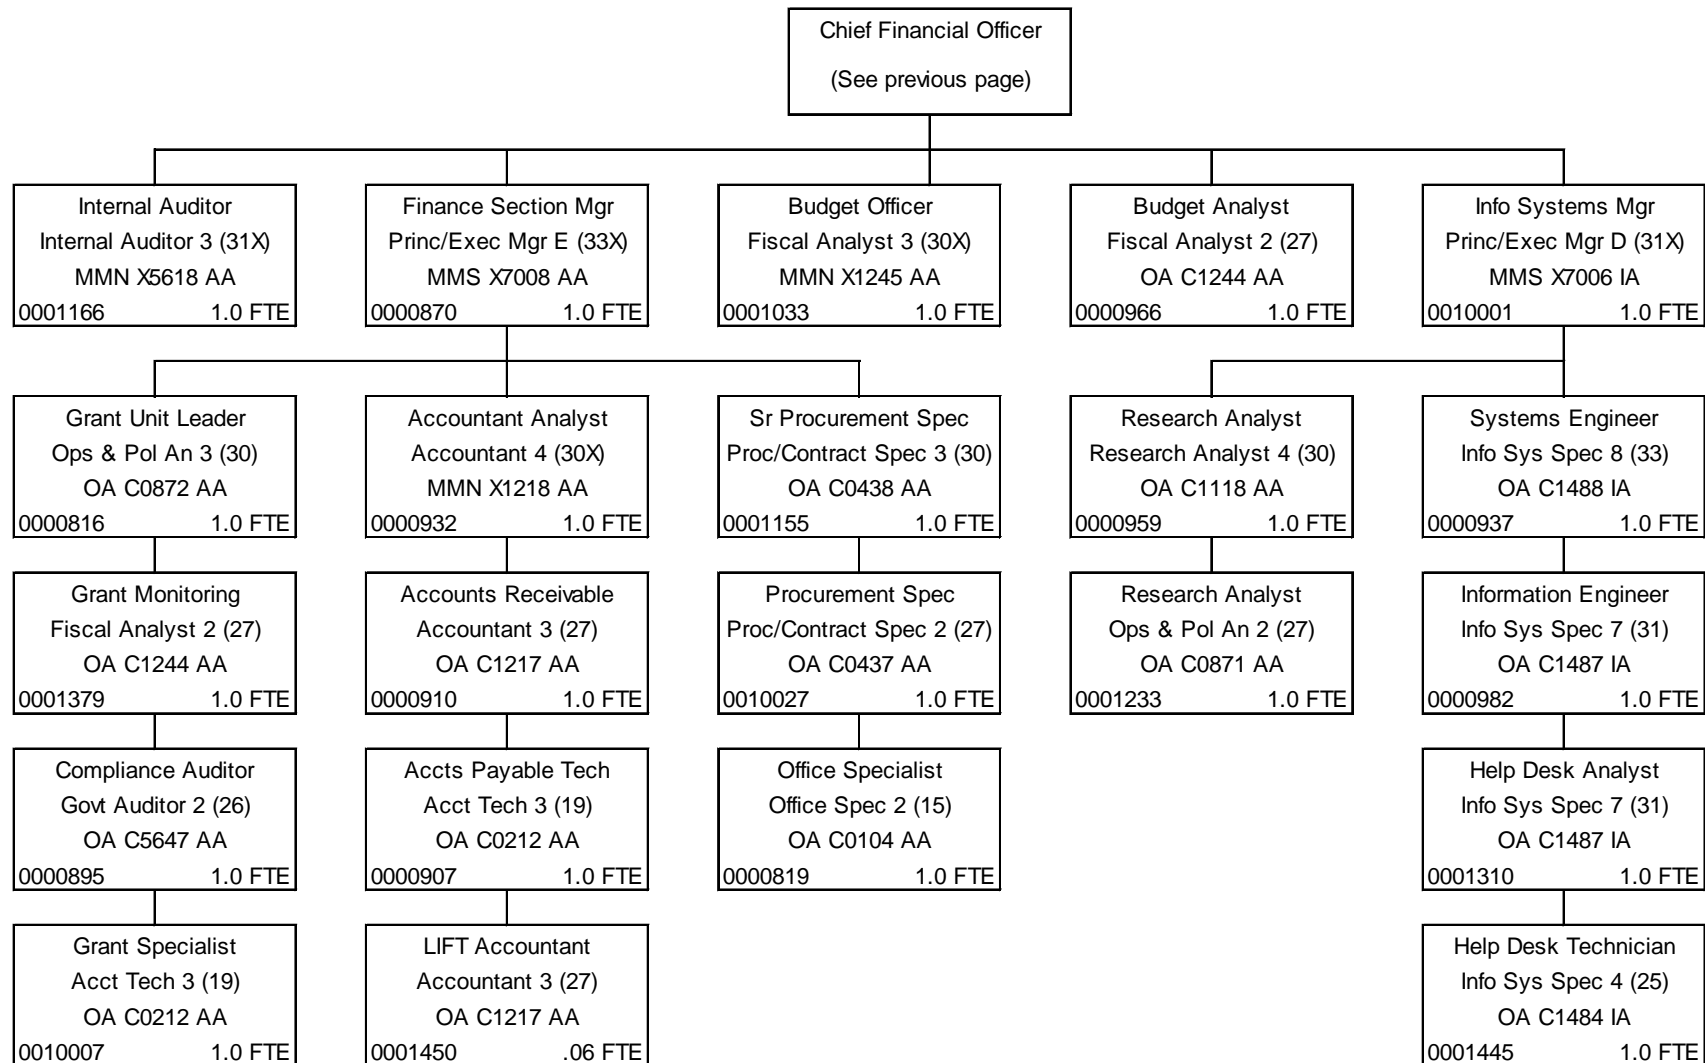 Chief Financial Officer
(See previous page)
Internal Auditor
Internal Auditor 3 (31X)
MMN X5618 AA
0001166 1.0 FTE
Finance Section Mgr
Princ/Exec Mgr E (33X)
MMS X7008 AA
0000870 1.0 FTE
Budget Officer
Fiscal Analyst 3 (30X)
MMN X1245 AA
0001033 1.0 FTE
Budget Analyst
Fiscal Analyst 2 (27)
OA C1244 AA
0000966 1.0 FTE
Info Systems Mgr
Princ/Exec Mgr D (31X)
MMS X7006 IA
0010001 1.0 FTE
Grant Unit Leader
Ops & Pol An 3 (30)
OA C0872 AA
0000816 1.0 FTE
Accountant Analyst
Accountant 4 (30X)
MMN X1218 AA
0000932 1.0 FTE
Sr Procurement Spec
Proc/Contract Spec 3 (30)
OA C0438 AA
0001155 1.0 FTE
Research Analyst
Research Analyst 4 (30)
OA C1118 AA
0000959 1.0 FTE
Systems Engineer
Info Sys Spec 8 (33)
OA C1488 IA
0000937 1.0 FTE
Grant Monitoring
Fiscal Analyst 2 (27)
OA C1244 AA
0001379 1.0 FTE
Accounts Receivable
Accountant 3 (27)
OA C1217 AA
0000910 1.0 FTE
Procurement Spec
Proc/Contract Spec 2 (27)
OA C0437 AA
0010027 1.0 FTE
Research Analyst
Ops & Pol An 2 (27)
OA C0871 AA
0001233 1.0 FTE
Information Engineer
Info Sys Spec 7 (31)
OA C1487 IA
0000982 1.0 FTE
Compliance Auditor
Govt Auditor 2 (26)
OA C5647 AA
0000895 1.0 FTE
Accts Payable Tech
Acct Tech 3 (19)
OA C0212 AA
0000907 1.0 FTE
Office Specialist
Office Spec 2 (15)
OA C0104 AA
0000819 1.0 FTE
Help Desk Analyst
Info Sys Spec 7 (31)
OA C1487 IA
0001310 1.0 FTE
Grant Specialist
Acct Tech 3 (19)
OA C0212 AA
0010007 1.0 FTE
LIFT Accountant
Accountant 3 (27)
OA C1217 AA
0001450 .06 FTE
Help Desk Technician
Info Sys Spec 4 (25)
OA C1484 IA
0001445 1.0 FTE